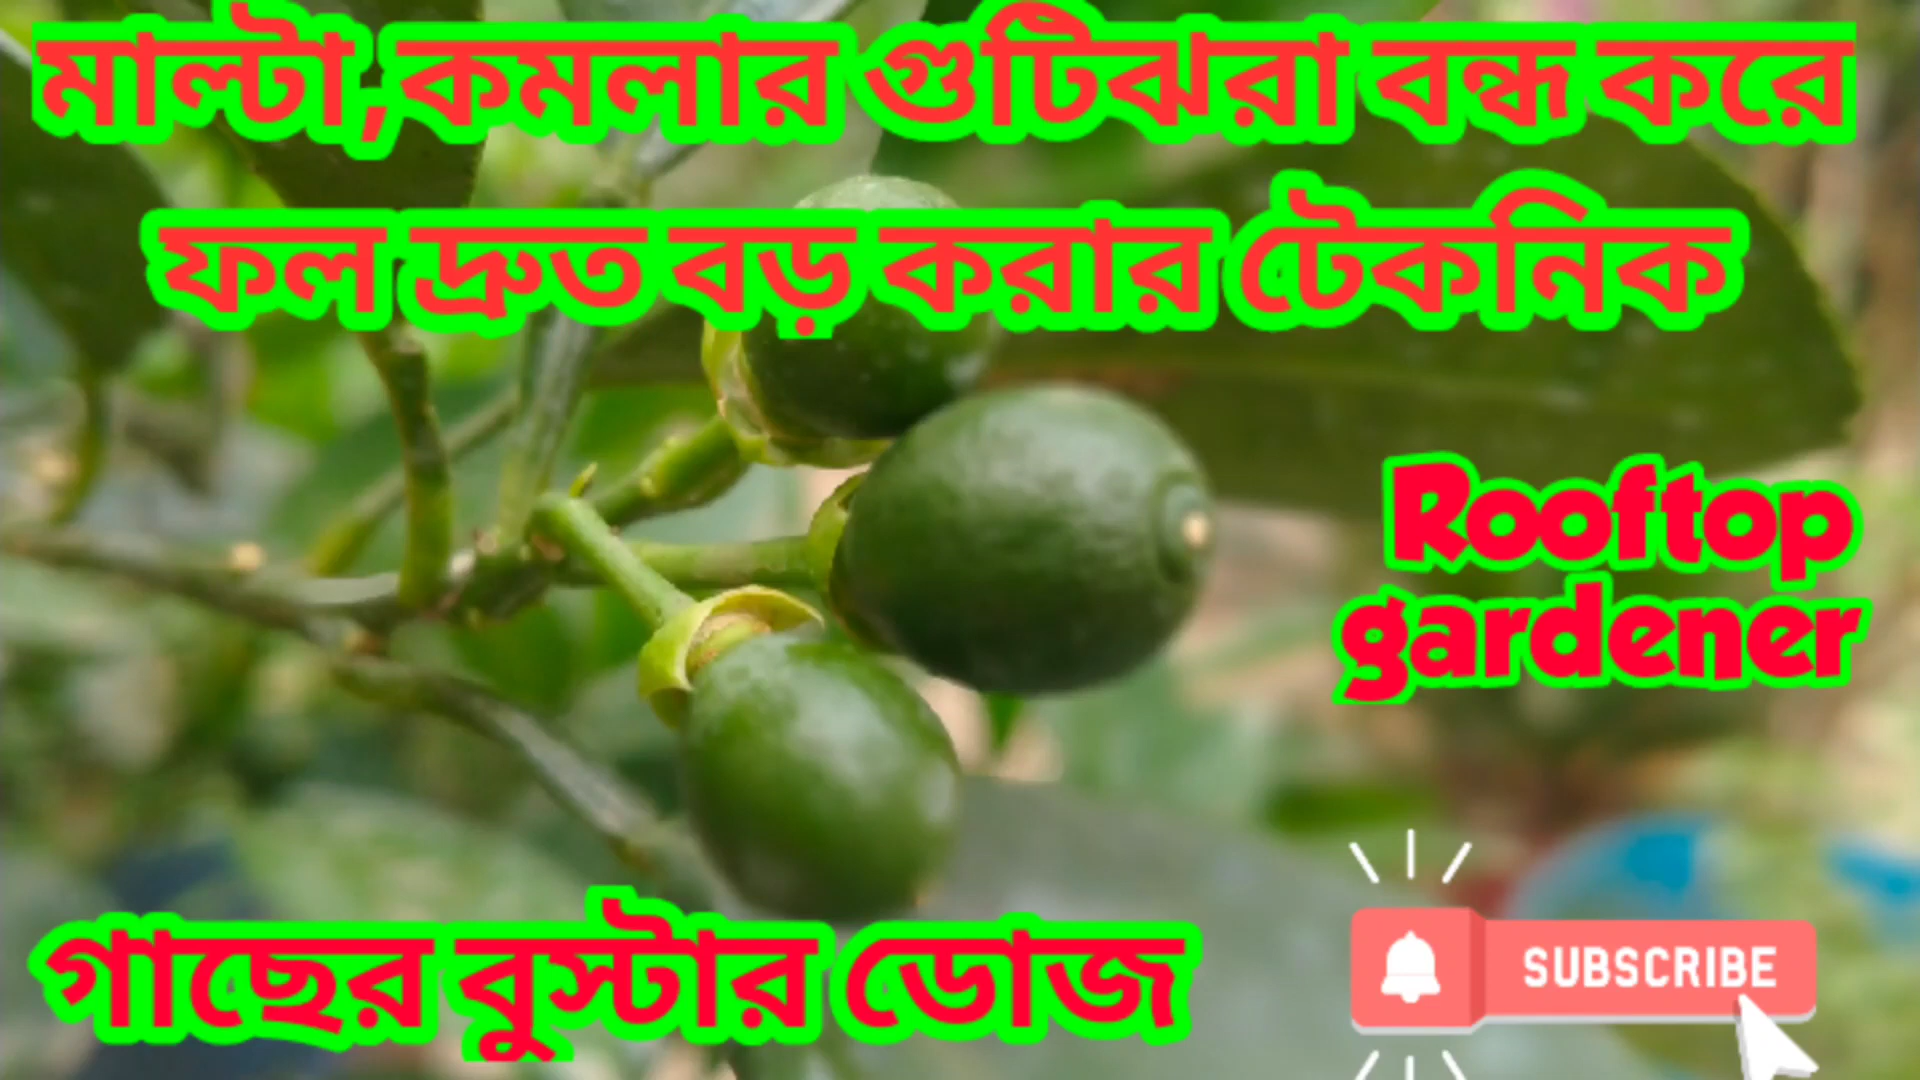 মাল্টা,কমলার গুটিঝরা বন্ধ করে
ফল দ্রুত বড় করার টেকনিক
Rooftop
gardener
গাছের বুস্টার ডোজ
SUBSCRIBE